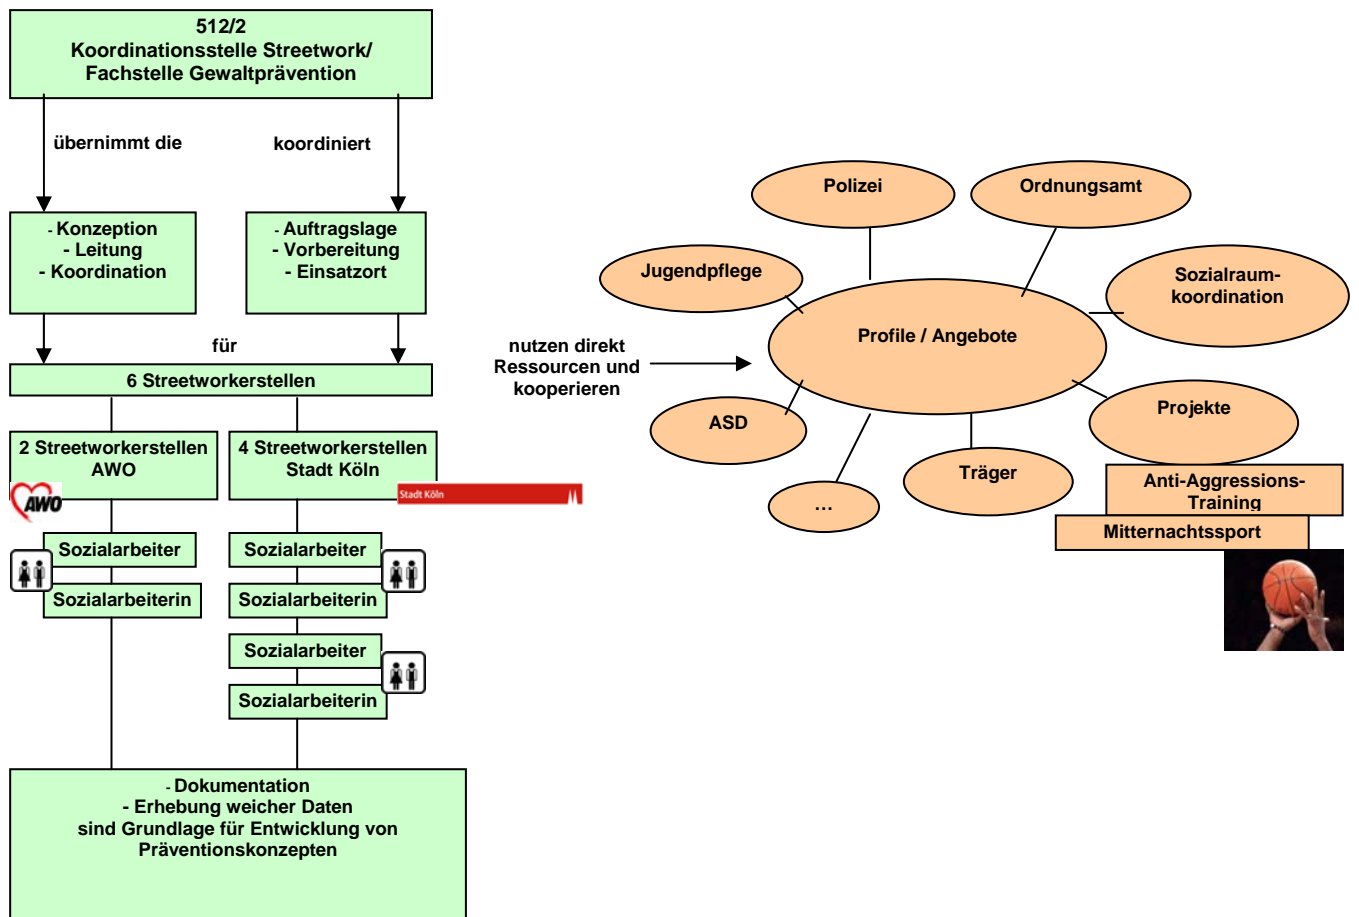 512/2
Koordinationsstelle Streetwork/
Fachstelle Gewaltprävention
übernimmt die
koordiniert
- Konzeption
- Leitung
- Koordination
- Auftragslage
- Vorbereitung
- Einsatzort
für
6 Streetworkerstellen
2 Streetworkerstellen
AWO
4 Streetworkerstellen
Stadt Köln
AWO
Stadt Köln
Sozialarbeiter
Sozialarbeiterin
Sozialarbeiter
Sozialarbeiterin
Sozialarbeiter
Sozialarbeiterin
- Dokumentation
- Erhebung weicher Daten
sind Grundlage für Entwicklung von
Präventionskonzepten
nutzen direkt
Ressourcen und
kooperieren
Polizei
Ordnungsamt
Jugendpflege
Sozialraum-
koordination
Profile / Angebote
ASD
Projekte
Träger
...
Anti-Aggressions-
Training
Mitternachtssport